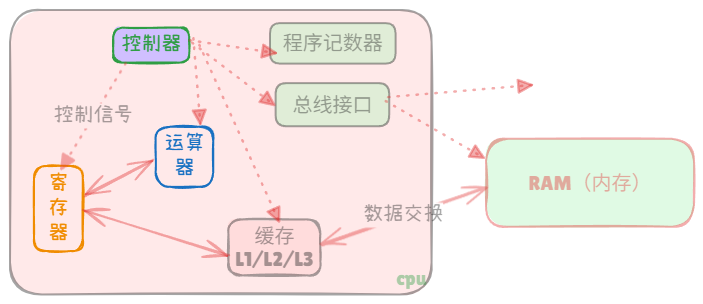 控制器
程序记数器
总线接口
控制信号
运算
器
寄
存
器
RAM（内存）
数据交换
缓存
L1/L2/L3
cpu